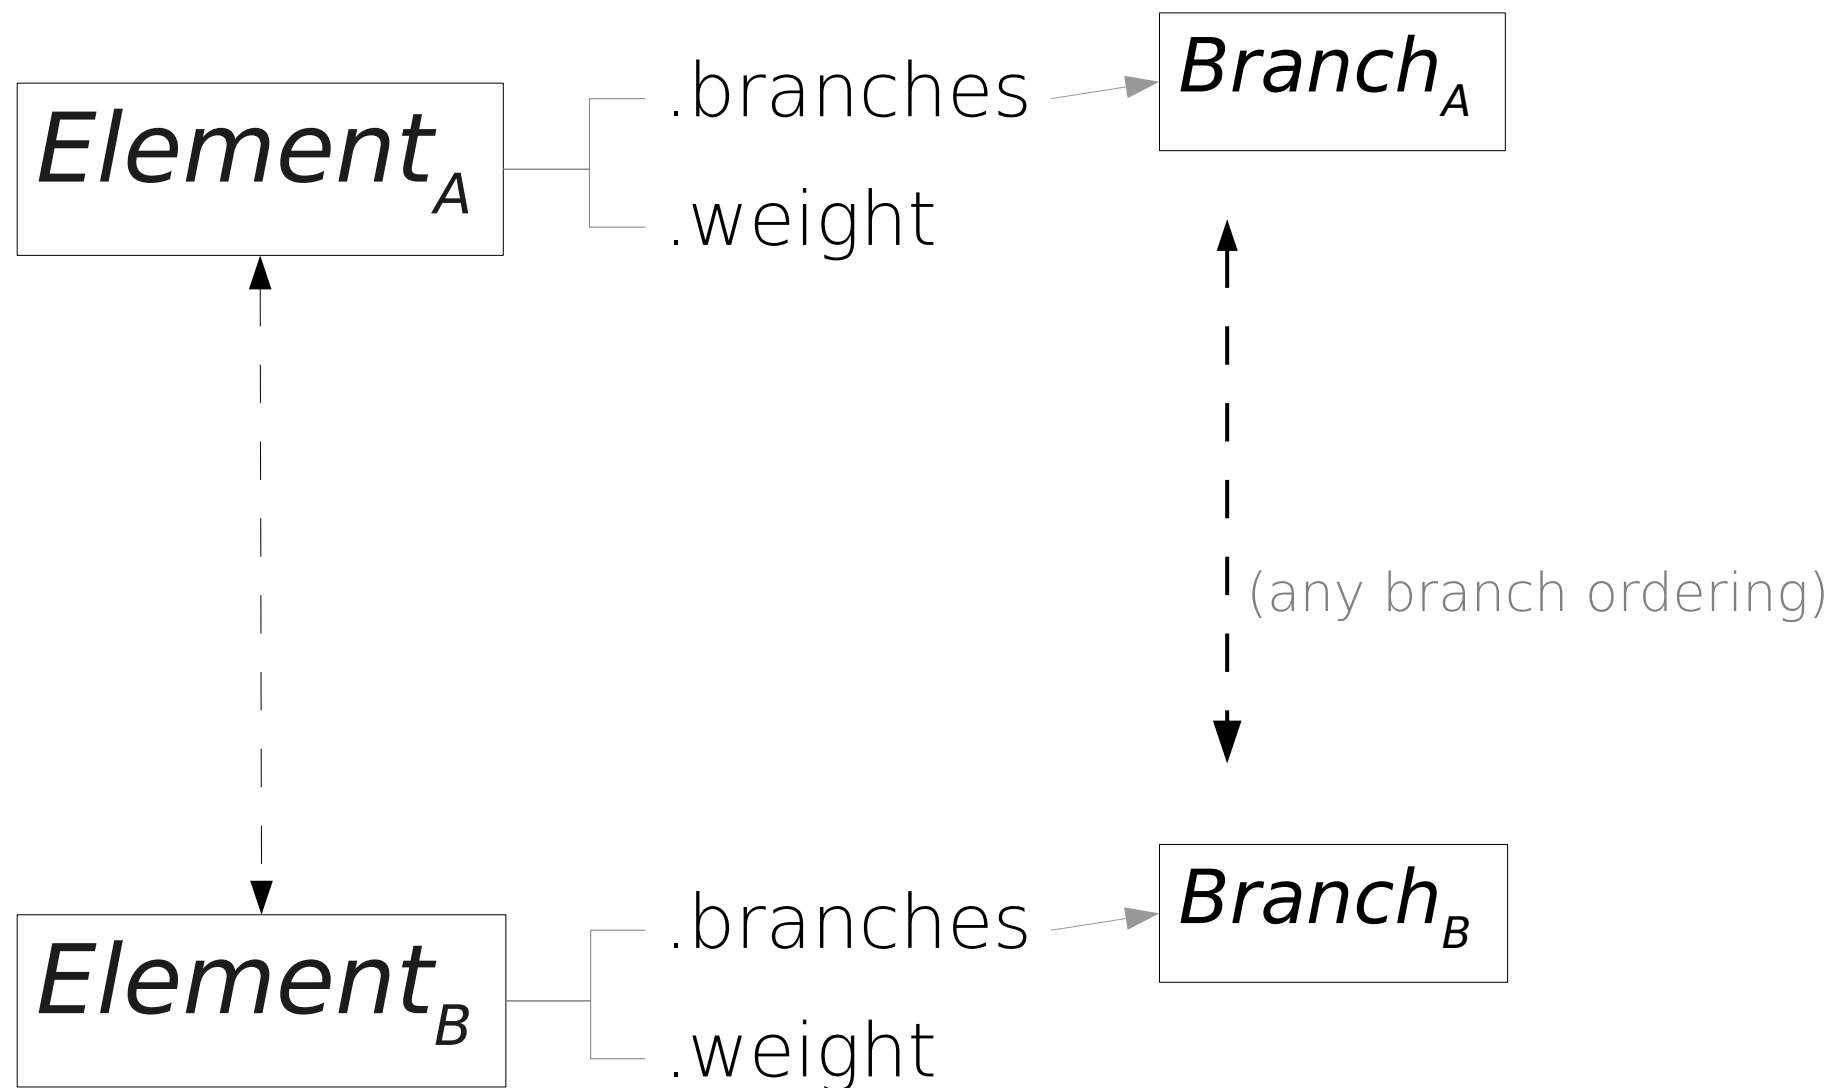 Element_A
.branches
.weight
Branch_A
(any branch ordering)
Element_B
.branches
.weight
Branch_B